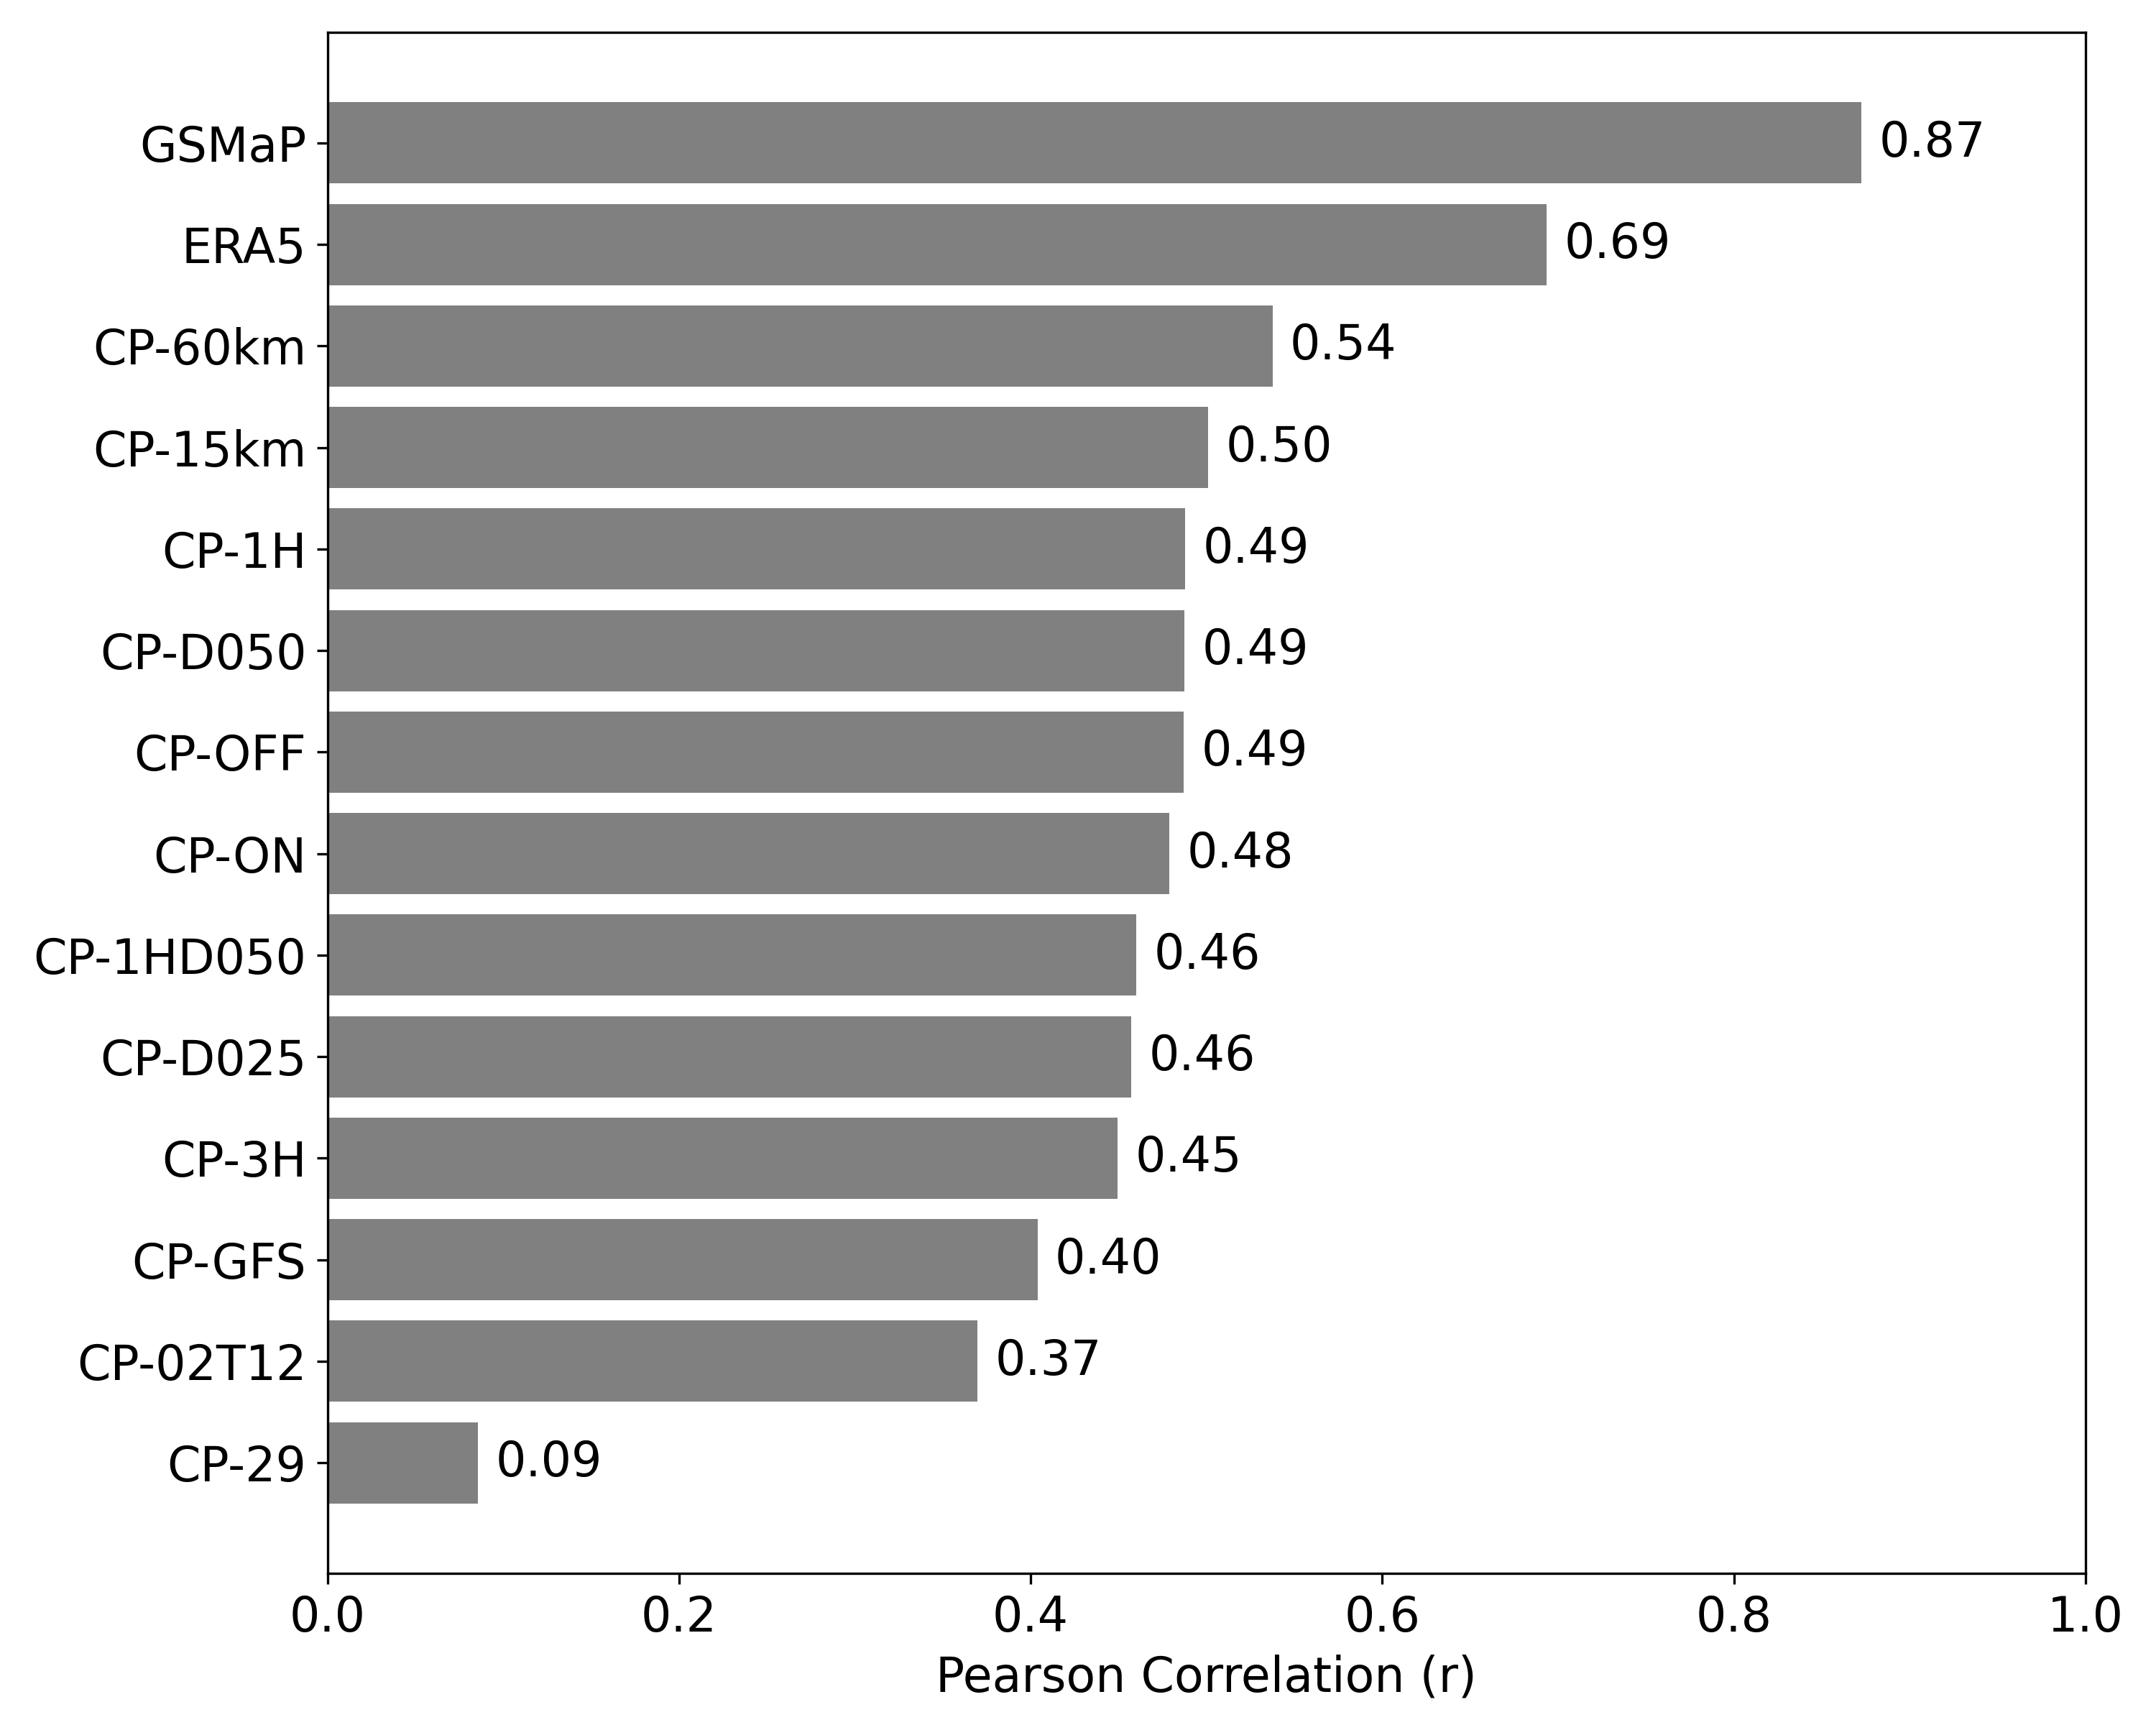 GSMaP 0.87
ERA5 0.69
CP-60km 0.54
CP-15km 0.50
CP-1H 0.49
CP-D050 0.49
CP-OFF 0.49
CP-ON 0.48
CP-1HD050 0.46
CP-D025 0.46
CP-3H 0.45
CP-GFS 0.40
CP-02T12 0.37
CP-29 0.09
0.0 0.2 0.4 0.6 0.8 1.0
Pearson Correlation (r)